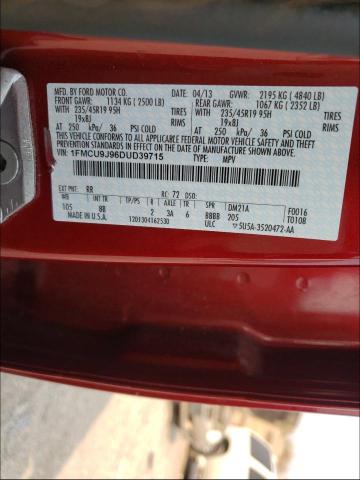 MFD. BY FORD MOTOR CO. 04/13 GVWR: 2195 KG ( 4840 LB)
FRONT GAWR: 1134 KG ( 2500 LB) REAR GAWR: 1067 KG ( 2352 LB)
WITH WITH
235/45R19 95H TIRES 235/45R19 95H TIRES
19x8J RIMS 19x8J RIMS
AT 250 kPa/ 36 PSI COLD AT 250 kPa/ 36 PSI COLD
THIS VEHICLE CONFORMS TO ALL APPLICABLE FEDERAL MOTOR VEHICLE SAFETY AND THEFT PREVENTION STANDARDS IN EFFECT ON THE DATE OF MANUFACTURE SHOWN ABOVE.
VIN: 1FMCU9J96DUD39715
TYPE: MPV
EXT PNT: RR RC: 72 DSO:
WB INT TR TP/PS R AXLE TR SPR DM21A F0016
105 8B 2 3A 6 BBBB 205 T0108
MADE IN U.S.A. 1201304162530 ULC 5U5A-3520472-AA